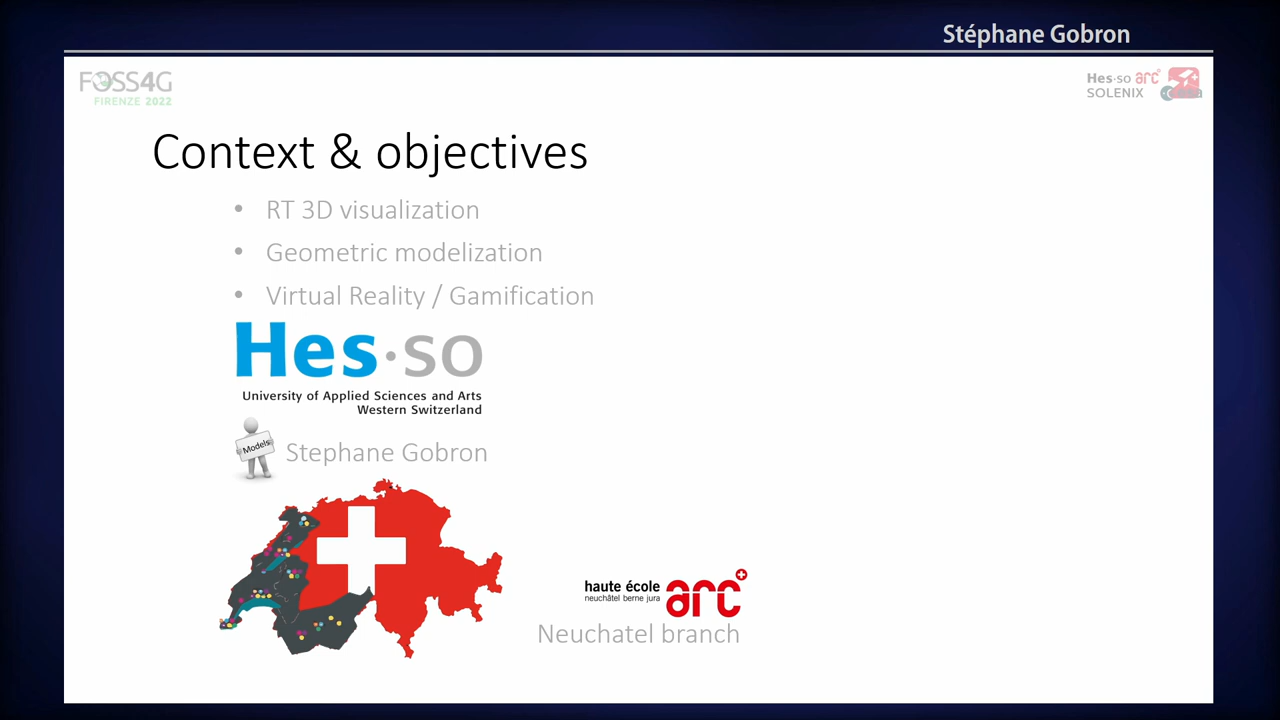 Stéphane Gobron
FOSS4G
FIRENZE 2022
Hes·so arc
SOLENIX esa
Context & objectives
• RT 3D visualization
• Geometric modelization
• Virtual Reality / Gamification
Hes·so
University of Applied Sciences and Arts
Western Switzerland
Models
Stephane Gobron
haute école arc
neuchâtel berne jura
Neuchatel branch